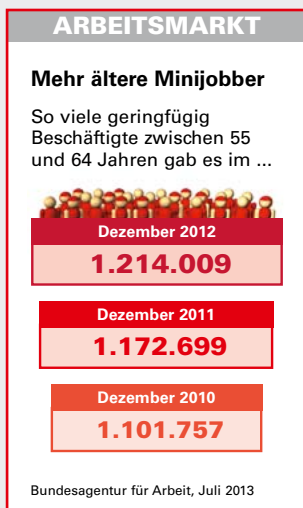 ARBEITSMARKT
Mehr ältere Minijobber
So viele geringfügig
Beschäftigte zwischen 55
und 64 Jahren gab es im ...
Dezember 2012
1.214.009
Dezember 2011
1.172.699
Dezember 2010
1.101.757
Bundesagentur für Arbeit, Juli 2013